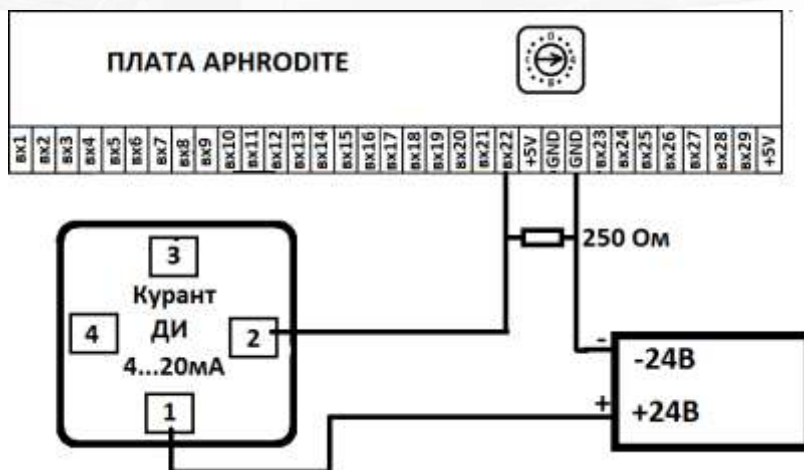 ПЛАТА APHRODITE
вх1 вх2 вх3 вх4 вх5 вх6 вх7 вх8 вх9 вх10 вх11 вх12 вх13 вх14 вх15 вх16 вх17 вх18 вх19 вх20 вх21 вх22 +5V GND GND вх23 вх24 вх25 вх26 вх27 вх28 вх29 +5V
250 Ом
3
Курант
4 ДИ 2
4...20мА
1
- -24В
+ +24В